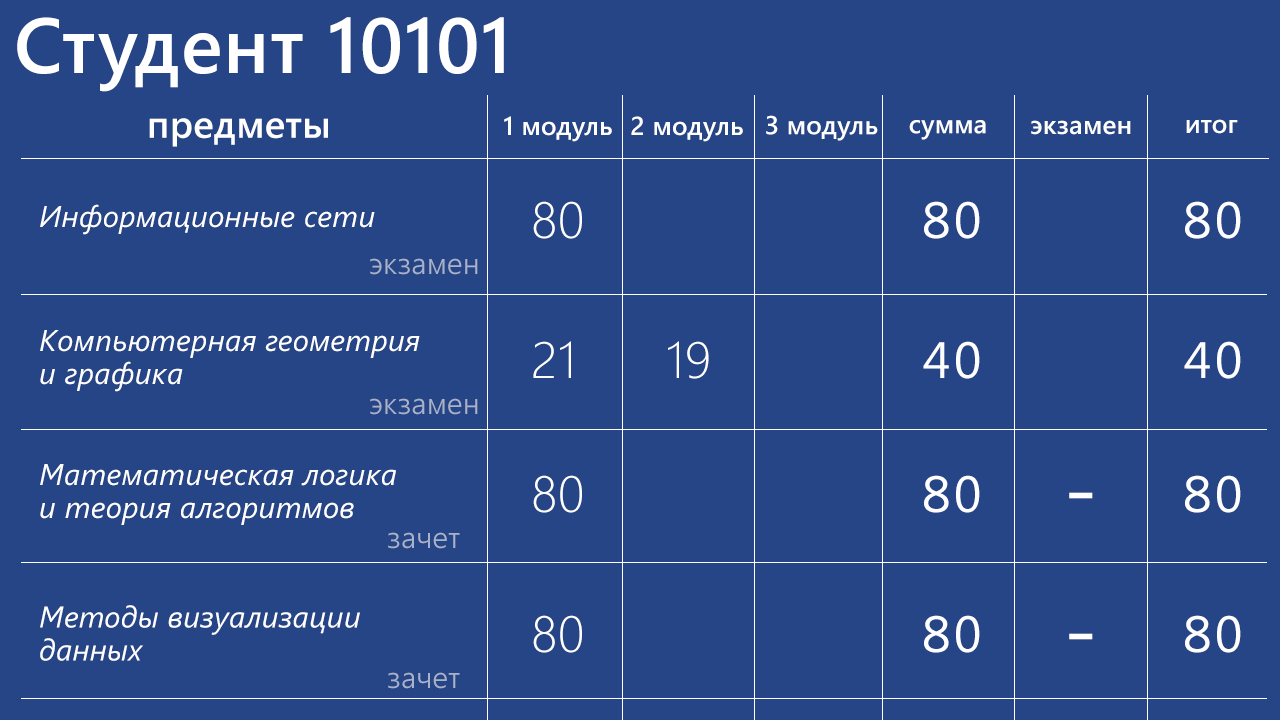 Студент 10101
предметы 1 модуль 2 модуль 3 модуль сумма экзамен итог
Информационные сети 80 80 80
экзамен
Компьютерная геометрия
и графика 21 19 40 40
экзамен
Математическая логика
и теория алгоритмов 80 80 – 80
зачет
Методы визуализации
данных 80 80 – 80
зачет